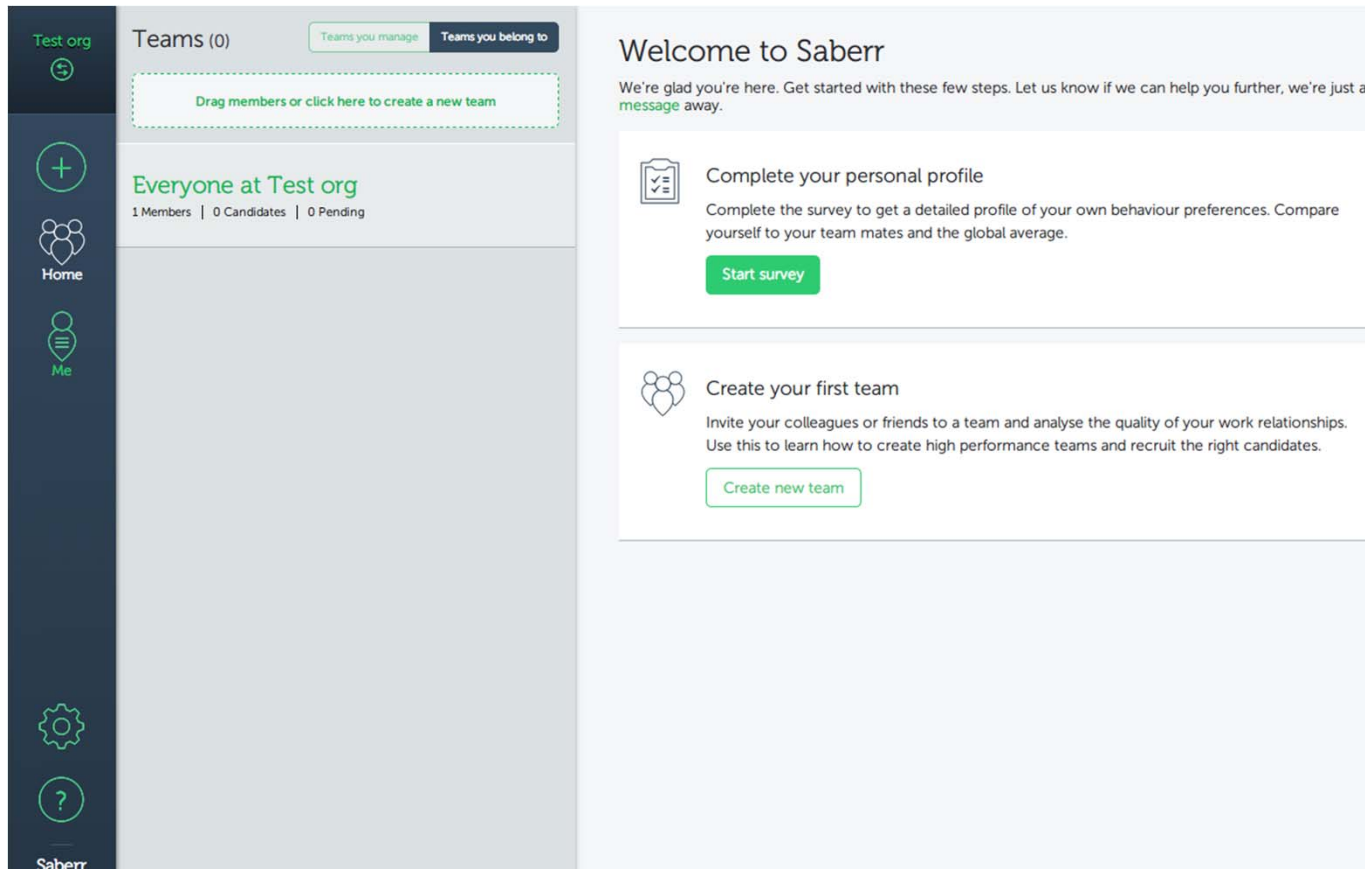 Test org
Home
Me
?
Saberr
Teams (0)
Teams you manage
Teams you belong to
Drag members or click here to create a new team
Everyone at Test org
1 Members | 0 Candidates | 0 Pending
Welcome to Saberr
We're glad you're here. Get started with these few steps. Let us know if we can help you further, we're just a
message away.
Complete your personal profile
Complete the survey to get a detailed profile of your own behaviour preferences. Compare
yourself to your team mates and the global average.
Start survey
Create your first team
Invite your colleagues or friends to a team and analyse the quality of your work relationships.
Use this to learn how to create high performance teams and recruit the right candidates.
Create new team